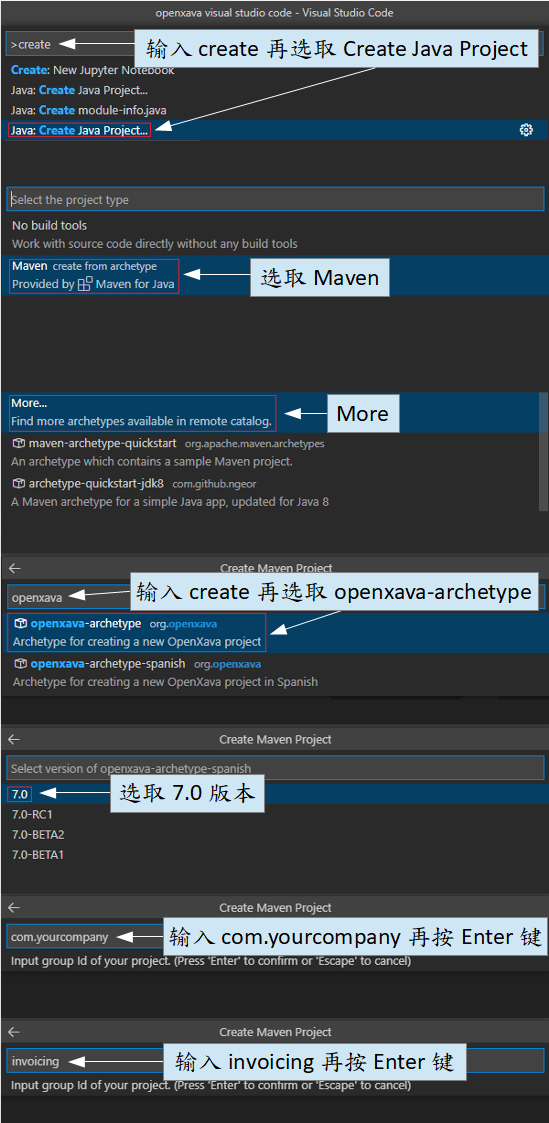 openxava visual studio code - Visual Studio Code
>create
输入 create 再选取 Create Java Project
Create: New Jupyter Notebook
Java: Create Java Project...
Java: Create module-info.java
Java: Create Java Project...
Select the project type
No build tools
Work with source code directly without any build tools
Maven create from archetype
Provided by Maven for Java
选取 Maven
More...
Find more archetypes available in remote catalog.
More
maven-archetype-quickstart org.apache.maven.archetypes
An archetype which contains a sample Maven project.
archetype-quickstart-jdk8 com.github.ngeor
A Maven archetype for a simple Java app, updated for Java 8
Create Maven Project
openxava
输入 create 再选取 openxava-archetype
openxava-archetype org.openxava
Archetype for creating a new OpenXava project
openxava-archetype-spanish org.openxava
Archetype for creating a new OpenXava project in Spanish
Create Maven Project
Select version of openxava-archetype-spanish
7.0
选取 7.0 版本
7.0-RC1
7.0-BETA2
7.0-BETA1
Create Maven Project
com.yourcompany
输入 com.yourcompany 再按 Enter 键
Input group Id of your project. (Press 'Enter' to confirm or 'Escape' to cancel)
Create Maven Project
invoicing
输入 invoicing 再按 Enter 键
Input group Id of your project. (Press 'Enter' to confirm or 'Escape' to cancel)